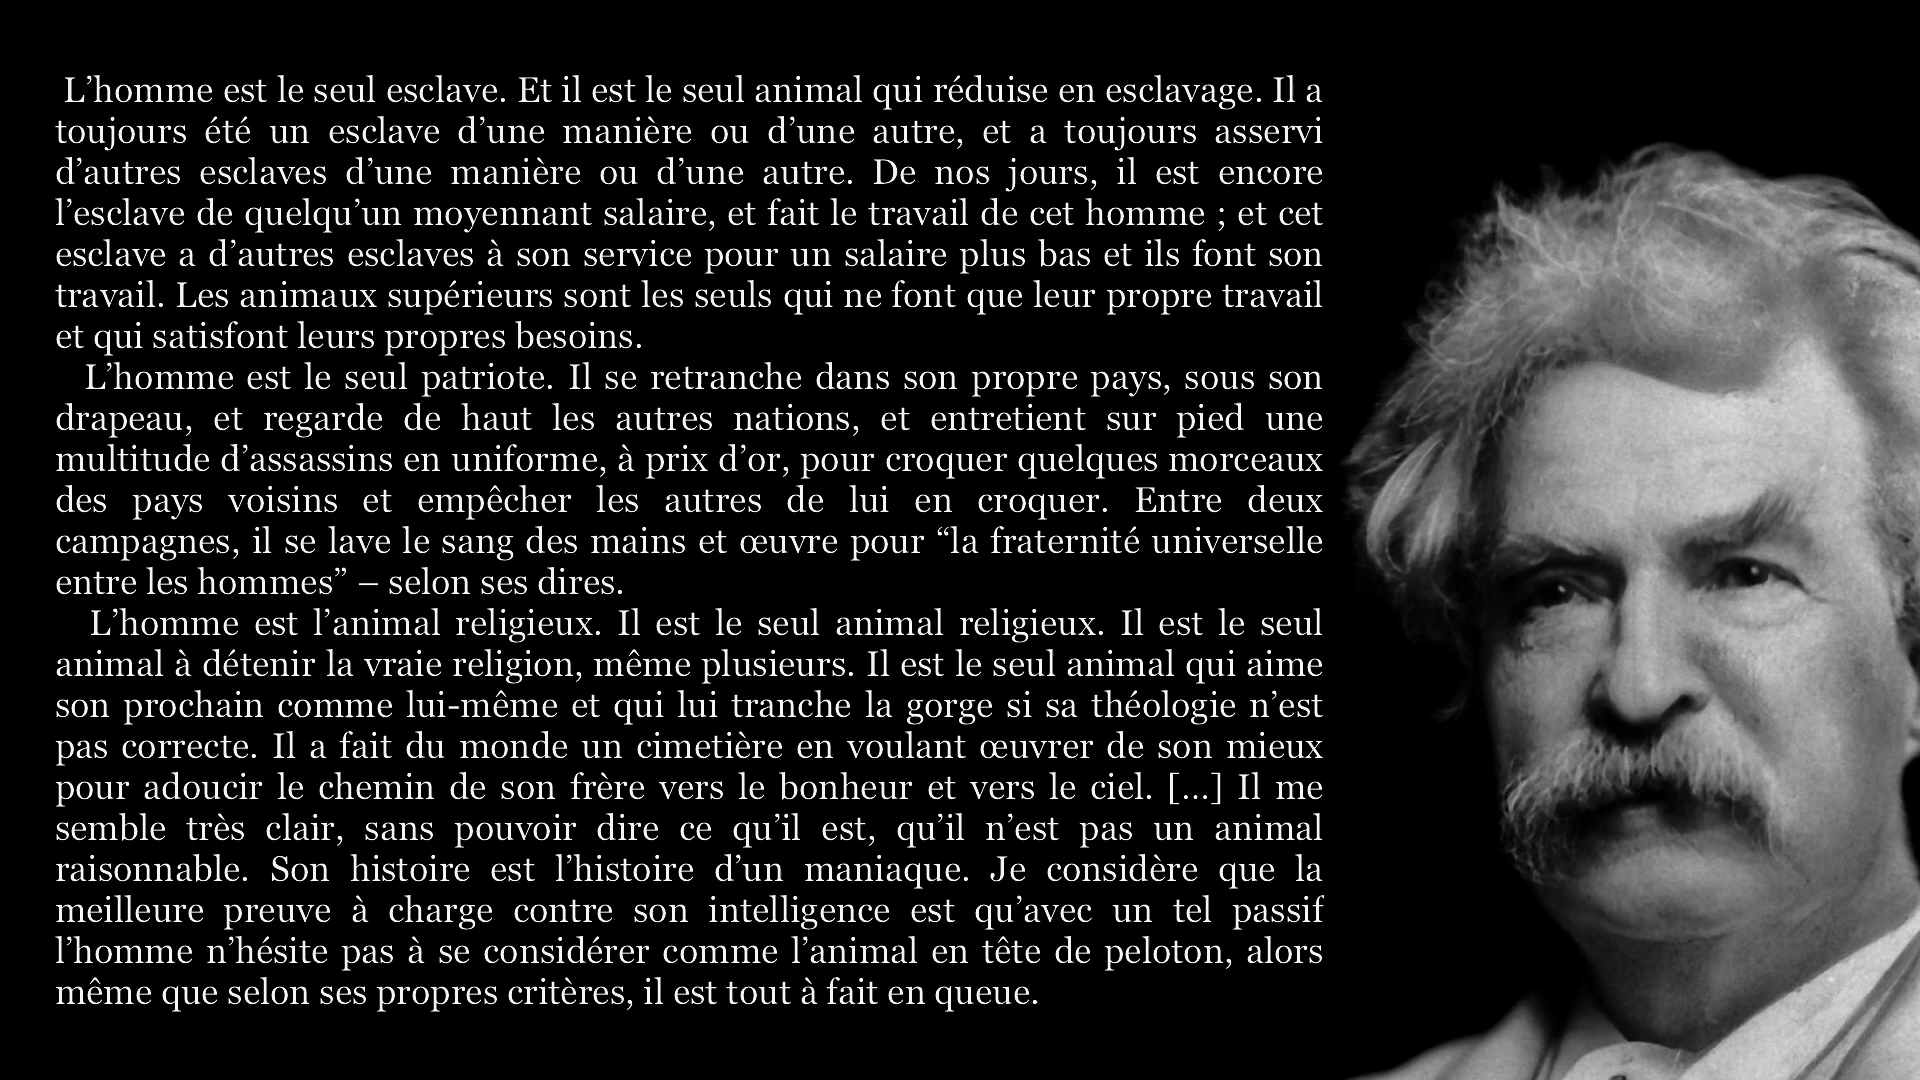 L’homme est le seul esclave. Et il est le seul animal qui réduise en esclavage. Il a
toujours été un esclave d’une manière ou d’une autre, et a toujours asservi
d’autres esclaves d’une manière ou d’une autre. De nos jours, il est encore
l’esclave de quelqu’un moyennant salaire, et fait le travail de cet homme ; et cet
esclave a d’autres esclaves à son service pour un salaire plus bas et ils font son
travail. Les animaux supérieurs sont les seuls qui ne font que leur propre travail
et qui satisfont leurs propres besoins.
L’homme est le seul patriote. Il se retranche dans son propre pays, sous son
drapeau, et regarde de haut les autres nations, et entretient sur pied une
multitude d’assassins en uniforme, à prix d’or, pour croquer quelques morceaux
des pays voisins et empêcher les autres de lui en croquer. Entre deux
campagnes, il se lave le sang des mains et œuvre pour “la fraternité universelle
entre les hommes” – selon ses dires.
L’homme est l’animal religieux. Il est le seul animal religieux. Il est le seul
animal à détenir la vraie religion, même plusieurs. Il est le seul animal qui aime
son prochain comme lui-même et qui lui tranche la gorge si sa théologie n’est
pas correcte. Il a fait du monde un cimetière en voulant œuvrer de son mieux
pour adoucir le chemin de son frère vers le bonheur et vers le ciel. […] Il me
semble très clair, sans pouvoir dire ce qu’il est, qu’il n’est pas un animal
raisonnable. Son histoire est l’histoire d’un maniaque. Je considère que la
meilleure preuve à charge contre son intelligence est qu’avec un tel passif
l’homme n’hésite pas à se considérer comme l’animal en tête de peloton, alors
même que selon ses propres critères, il est tout à fait en queue.